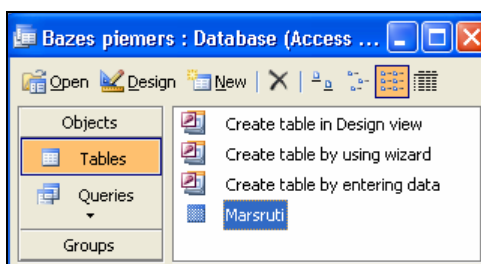 Bazes piemers : Database (Access ...
Open Design New
Objects
Tables
Queries
Groups
Create table in Design view
Create table by using wizard
Create table by entering data
Marsruti